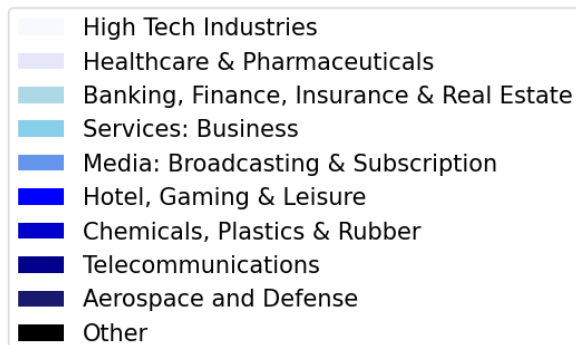 High Tech Industries
Healthcare & Pharmaceuticals
Banking, Finance, Insurance & Real Estate
Services: Business
Media: Broadcasting & Subscription
Hotel, Gaming & Leisure
Chemicals, Plastics & Rubber
Telecommunications
Aerospace and Defense
Other